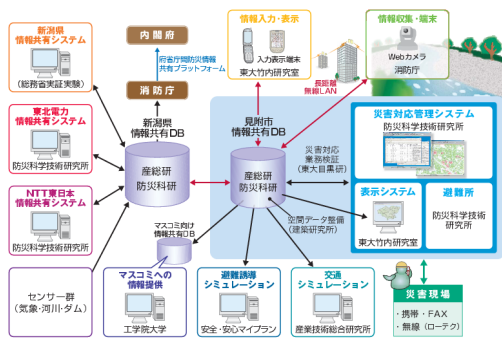 新潟県
情報共有システム
(総務省実証実験)
東北電力
情報共有システム
防災科学技術研究所
NTT東日本
情報共有システム
防災科学技術研究所
センサー群
(気象・河川・ダム)
内閣府
府省庁間防災情報
共有プラットフォーム
消防庁
新潟県
情報共有DB
産総研
防災科研
マスコミ向け
情報共有DB
情報入力・表示
入力表示端末
東大竹内研究室
長距離
無線LAN
情報収集・端末
Webカメラ
消防庁
見附市
情報共有DB
産総研
防災科研
災害対応
業務検証
(東大目黒研)
空間データ整備
(建築研究所)
災害対応管理システム
防災科学技術研究所
表示システム
東大竹内研究室
避難所
防災科学技術研究所
マスコミへの
情報提供
工学院大学
避難誘導
シミュレーション
安全・安心マイプラン
交通
シミュレーション
産業技術総合研究所
災害現場
・携帯・FAX
・無線(ローテク)